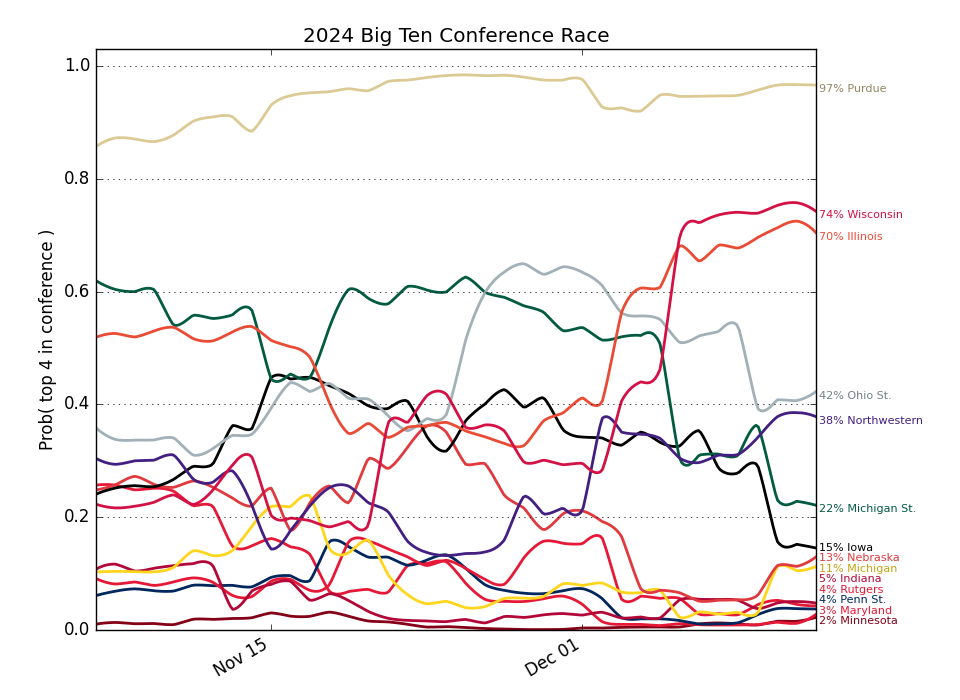 2024 Big Ten Conference Race
Prob( top 4 in conference )
1.0
0.8
0.6
0.4
0.2
0.0
Nov 15
Dec 01
97% Purdue
74% Wisconsin
70% Illinois
42% Ohio St.
38% Northwestern
22% Michigan St.
15% Iowa
13% Nebraska
11% Michigan
5% Indiana
4% Rutgers
4% Penn St.
3% Maryland
2% Minnesota